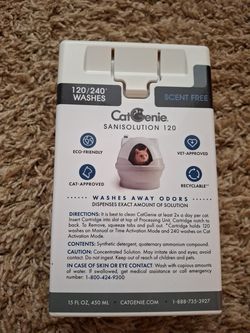 120/240*
WASHES
SCENT FREE
CatGenie.
SANISOLUTION 120
ECO-FRIENDLY
VET-APPROVED
CAT-APPROVED
RECYCLABLE™
WASHES AWAY ODORS
DISPENSES EXACT AMOUNT OF SOLUTION
DIRECTIONS: It is best to clean CatGenie at least 2x a day per cat.
Insert Cartridge into slot at top of Processing Unit. Cartridge notch
to back. To Remove, squeeze tabs and pull out. *Cartridge holds 120
washes on Manual or Time Activation Mode and 240 washes on Cat
Activation Mode.
CONTENTS: Synthetic detergent, quaternary ammonium compound.
CAUTION: Concentrated Solution. May irritate skin and eyes; avoid
contact. Do not ingest. Keep out of reach of children and pets.
IN CASE OF SKIN OR EYE CONTACT: Wash with copious amounts
of water. If swallowed, get medical assistance or call emergency
number: 1-800-424-9300
15 FL OZ, 450 ML • CATGENIE.COM • 1-888-735-3927